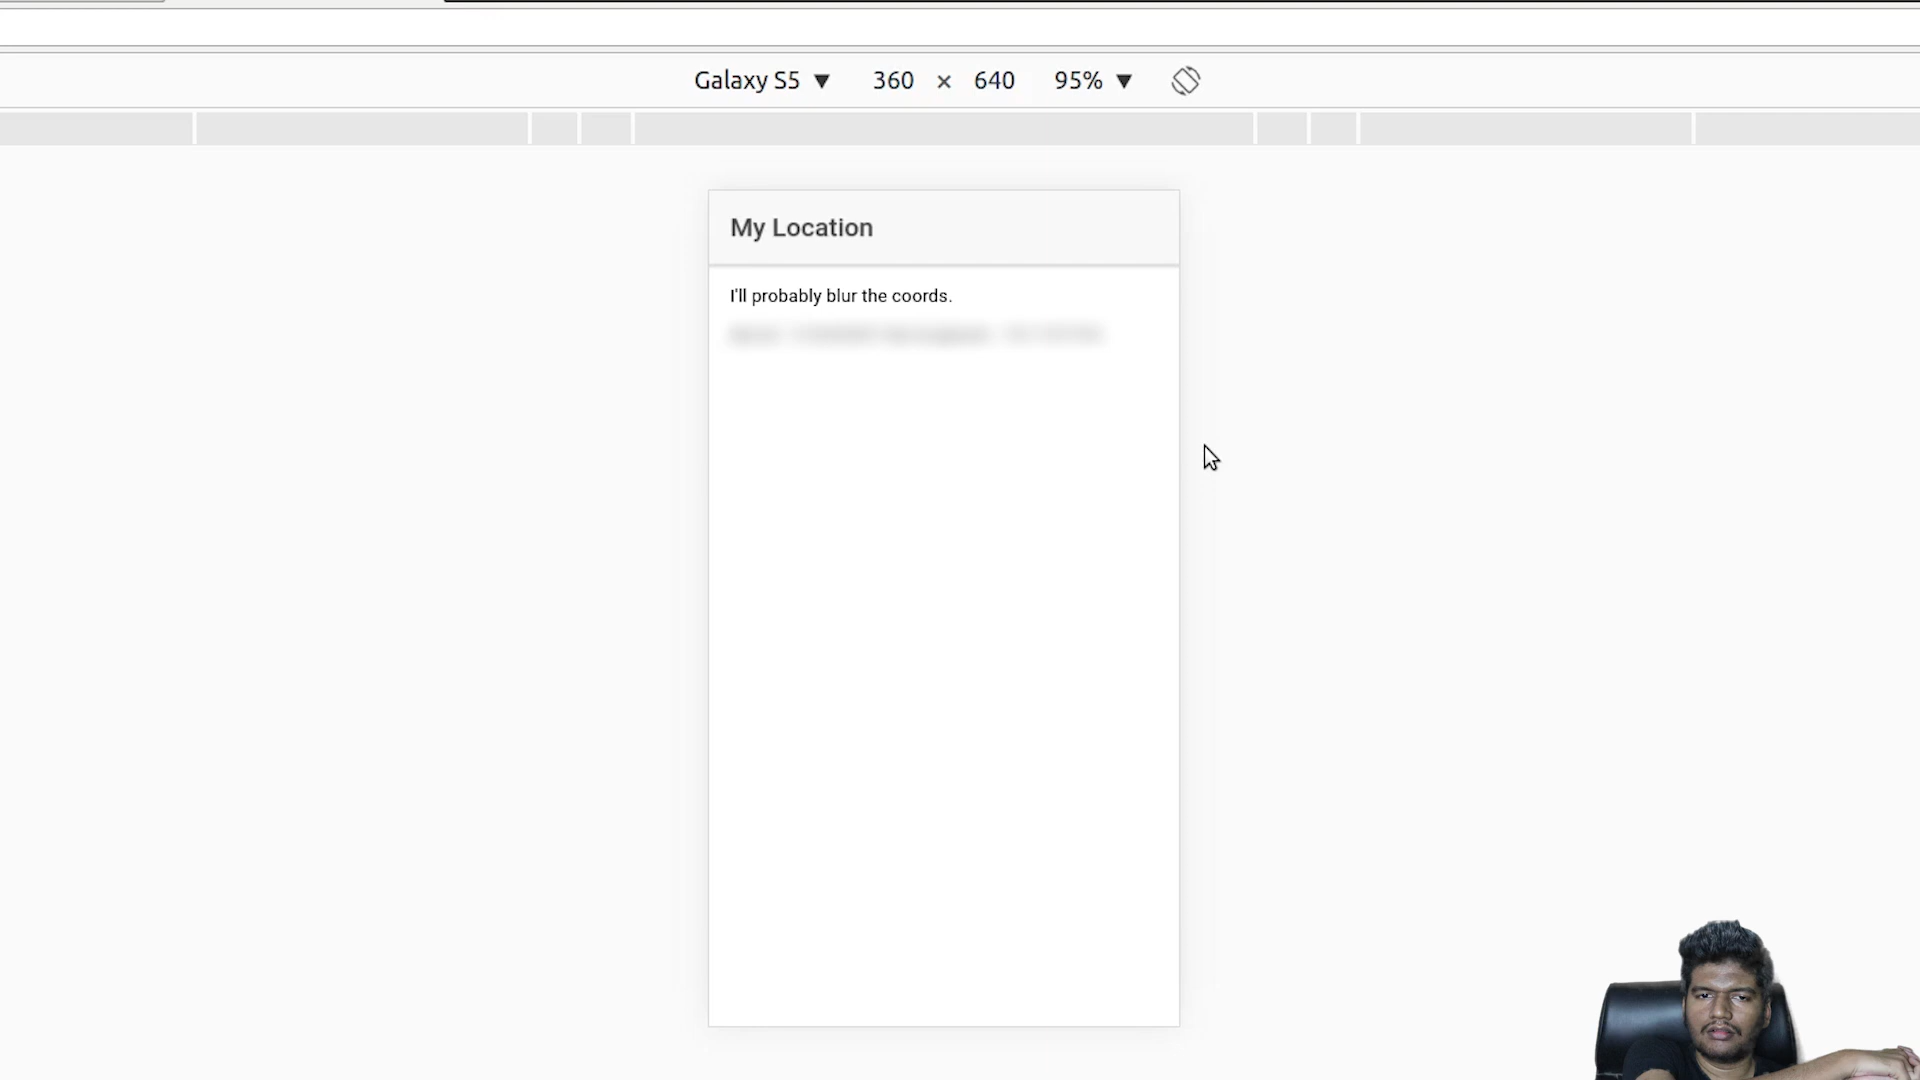 Galaxy S5 ▼ 360 × 640 95% ▼
My Location
I'll probably blur the coords.